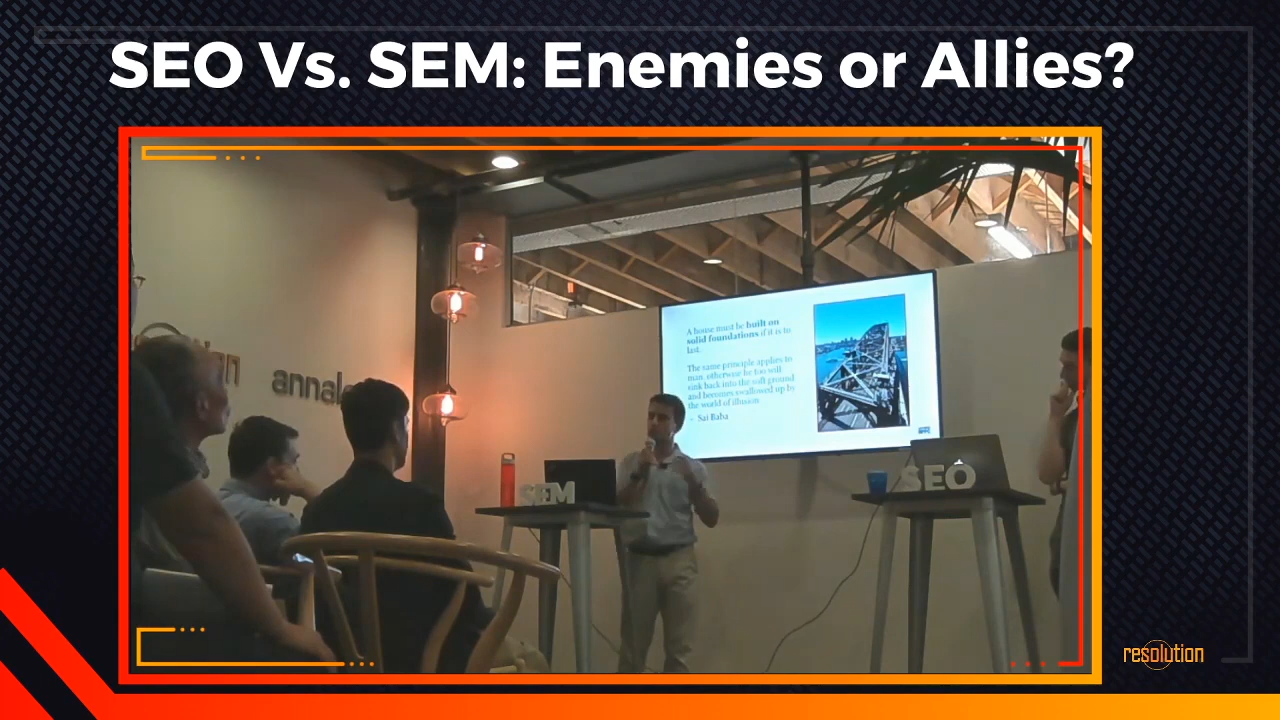 SEO Vs. SEM: Enemies or Allies?
A house must be built on
solid foundations if it is to
last.
The same principle applies to
man, otherwise he too will
sink back into the soft ground
and becomes swallowed up by
the world of illusion
- Sai Baba
SEM
SEO
resolution